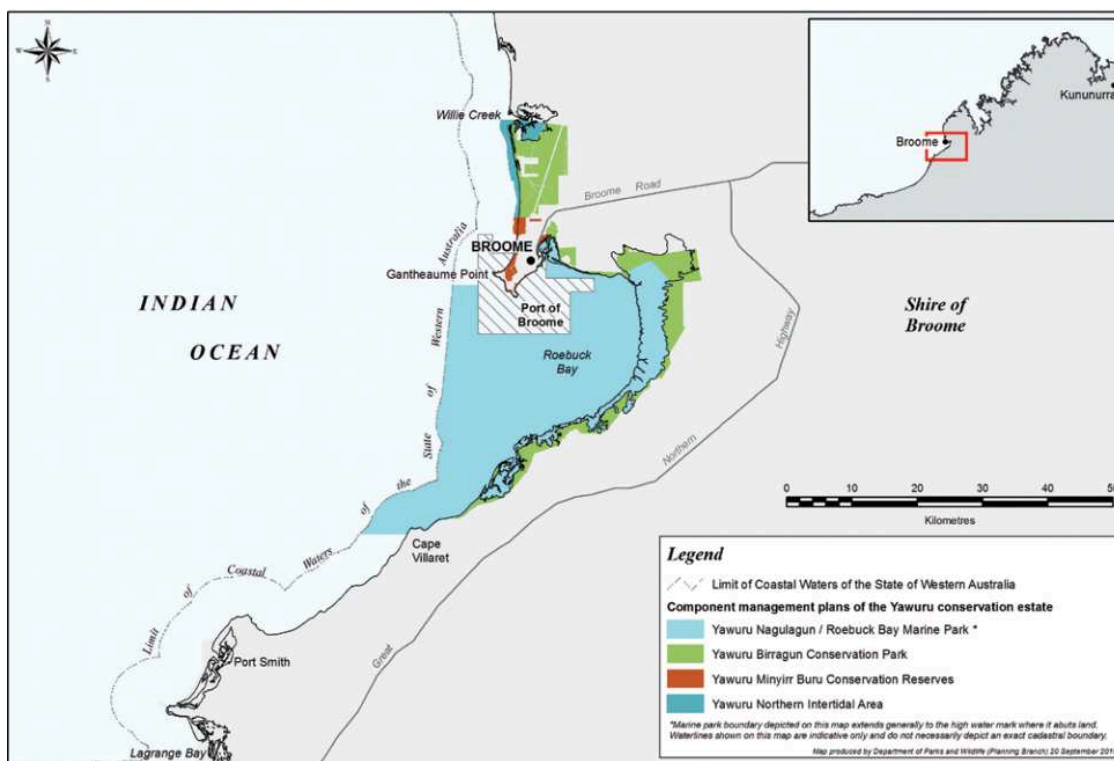 N
W
E
S
Willie Creek
Kununurra
Broome
Broome Road
BROOME
Gantheaume Point
Port of
Broome
INDIAN
OCEAN
Shire of
Broome
Roebuck
Bay
Highway
Northern
Great
Limit of Coastal Waters of the State of Western Australia
Cape
Villaret
Port Smith
Lagrange Bay
0 10 20 30 40 50
Kilometres
Legend
Limit of Coastal Waters of the State of Western Australia
Component management plans of the Yawuru conservation estate
Yawuru Nagulagun / Roebuck Bay Marine Park *
Yawuru Birragun Conservation Park
Yawuru Minyirr Buru Conservation Reserves
Yawuru Northern Intertidal Area
*Marine park boundary depicted on this map extends generally to the high water mark where it abuts land.
Waterlines shown on this map are indicative only and do not necessarily depict an exact cadastral boundary.
Map produced by Department of Parks and Wildlife (Planning Branch) 20 September